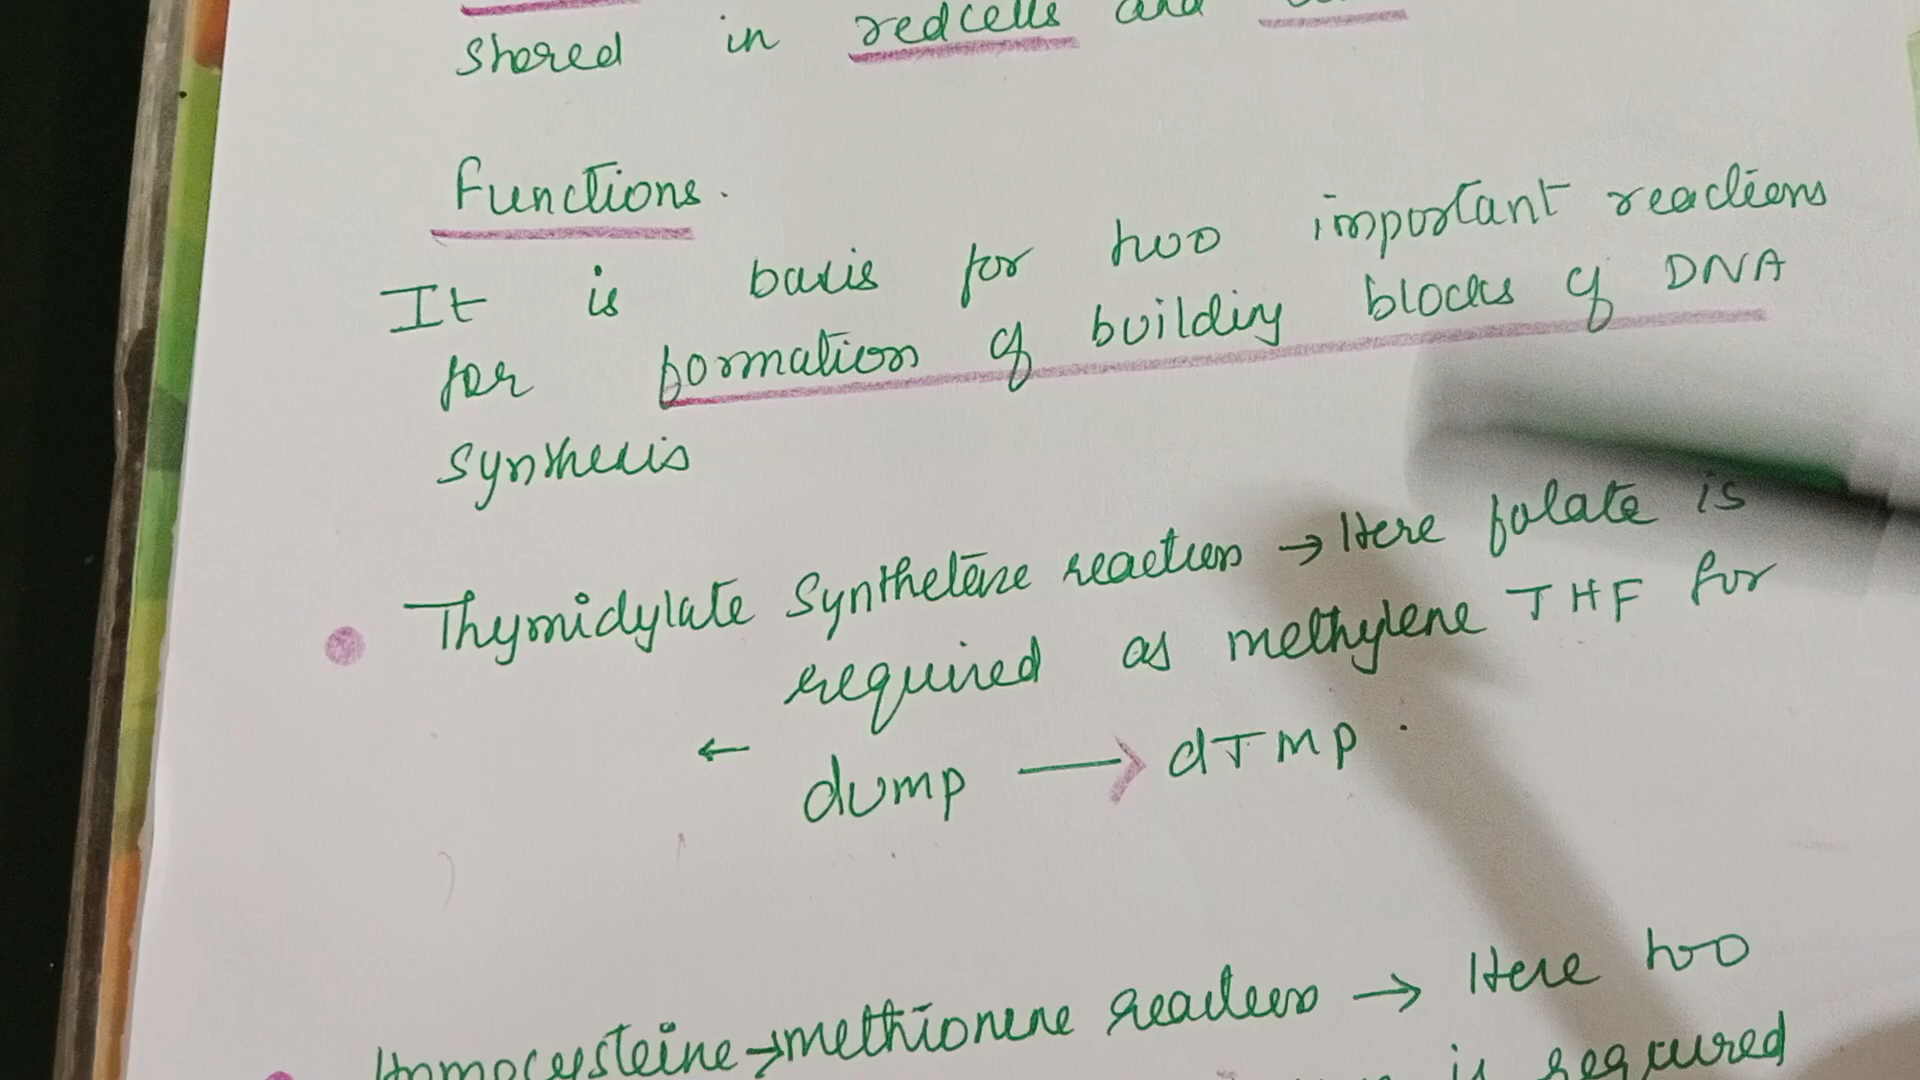 Shored in redcells and
Functions.
It is basis for two important reactions
for formation of building blocks of DNA
synthesis
Thymidylate Synthetase reaction → Here folate is
required as methylene THF for
← dump → dTMP.
Homocysteine→methionine reaction → Here two
is required